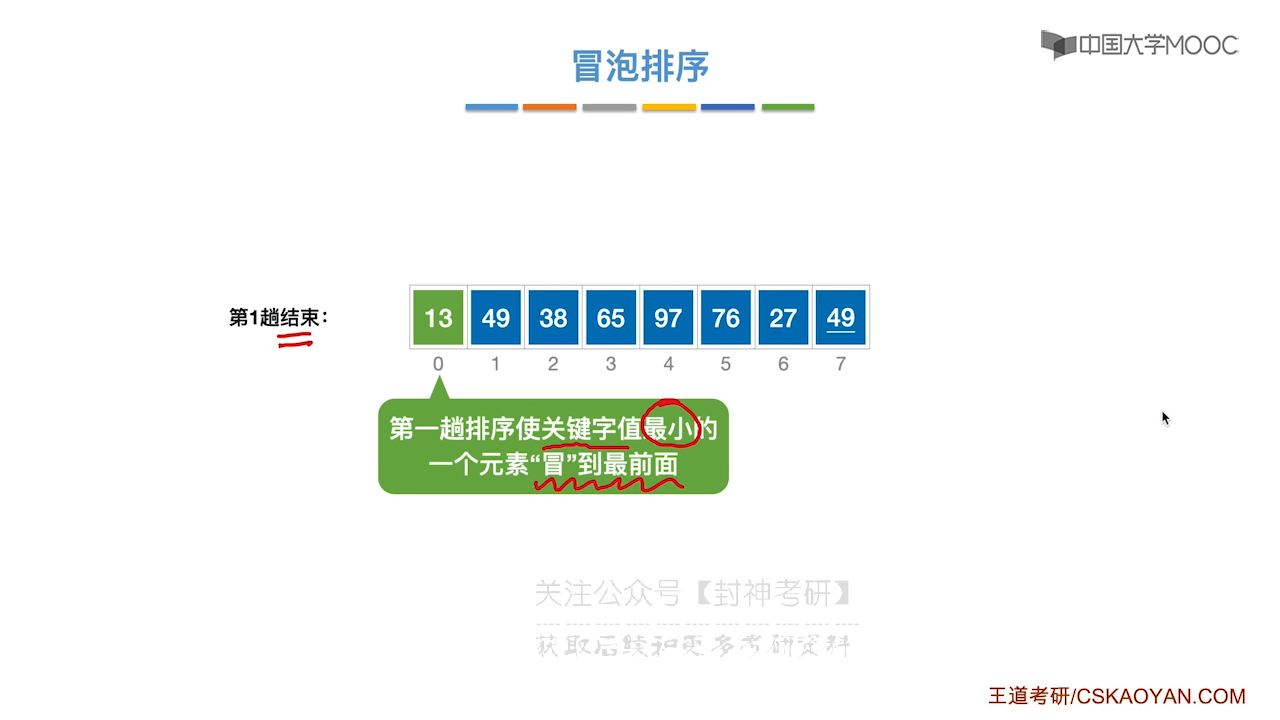 中国大学MOOC
冒泡排序
第1趟结束：
13 49 38 65 97 76 27 49
0 1 2 3 4 5 6 7
第一趟排序使关键字值最小的
一个元素“冒”到最前面
关注公众号【封神考研】
获取后续和更多考研资料
王道考研/CSKAOYAN.COM